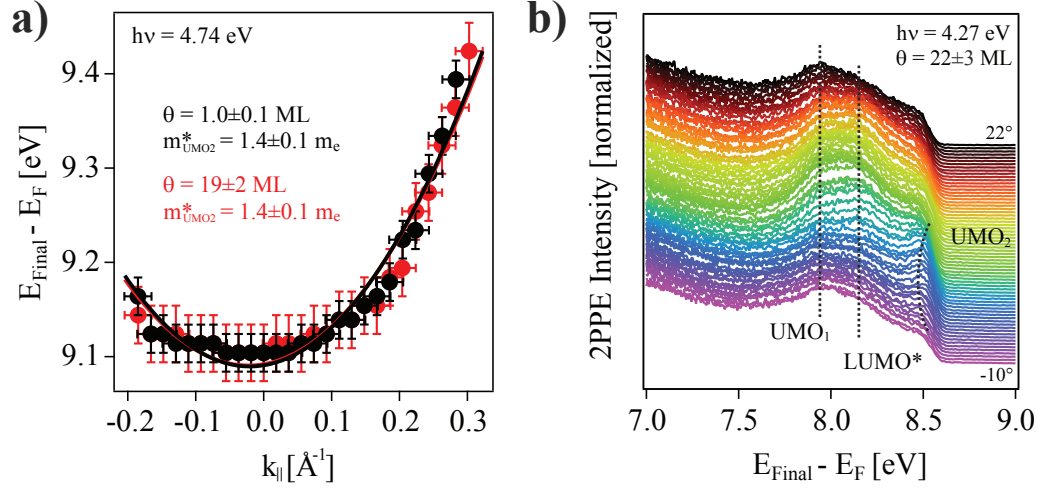 a)
hν = 4.74 eV
θ = 1.0±0.1 ML
m*UMO2 = 1.4±0.1 me
θ = 19±2 ML
m*UMO2 = 1.4±0.1 me
EFinal - EF [eV]
9.4
9.3
9.2
9.1
-0.2
-0.1
0.0
0.1
0.2
0.3
k|| [Å-1]
b)
hν = 4.27 eV
θ = 22±3 ML
22°
UMO2
UMO1
LUMO*
-10°
2PPE Intensity [normalized]
7.0
7.5
8.0
8.5
9.0
EFinal - EF [eV]